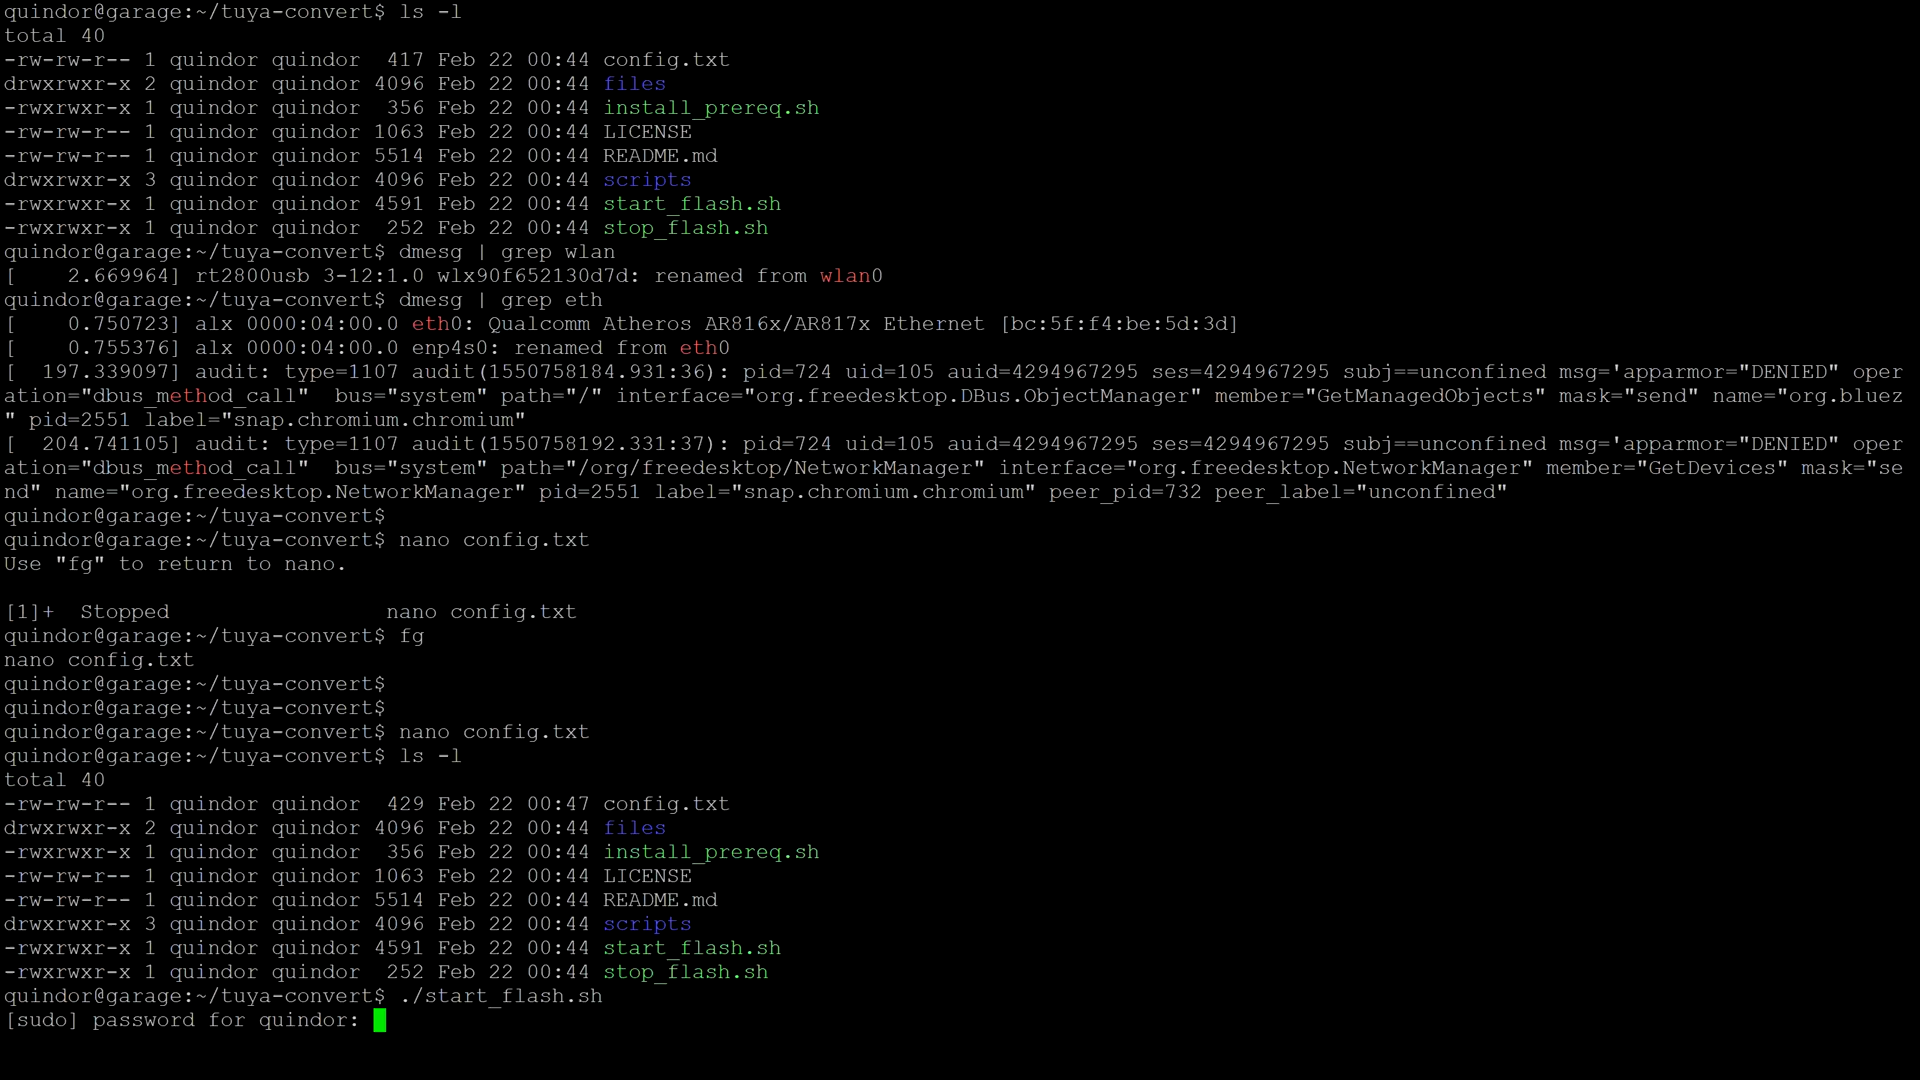 quindor@garage:~/tuya-convert$ ls -l
total 40
-rw-rw-r-- 1 quindor quindor  417 Feb 22 00:44 config.txt
drwxrwxr-x 2 quindor quindor 4096 Feb 22 00:44 files
-rwxrwxr-x 1 quindor quindor  356 Feb 22 00:44 install_prereq.sh
-rw-rw-r-- 1 quindor quindor 1063 Feb 22 00:44 LICENSE
-rw-rw-r-- 1 quindor quindor 5514 Feb 22 00:44 README.md
drwxrwxr-x 3 quindor quindor 4096 Feb 22 00:44 scripts
-rwxrwxr-x 1 quindor quindor 4591 Feb 22 00:44 start_flash.sh
-rwxrwxr-x 1 quindor quindor  252 Feb 22 00:44 stop_flash.sh
quindor@garage:~/tuya-convert$ dmesg | grep wlan
[    2.669964] rt2800usb 3-12:1.0 wlx90f652130d7d: renamed from wlan0
quindor@garage:~/tuya-convert$ dmesg | grep eth
[    0.750723] alx 0000:04:00.0 eth0: Qualcomm Atheros AR816x/AR817x Ethernet [bc:5f:f4:be:5d:3d]
[    0.755376] alx 0000:04:00.0 enp4s0: renamed from eth0
[  197.339097] audit: type=1107 audit(1550758184.931:36): pid=724 uid=105 auid=4294967295 ses=4294967295 subj==unconfined msg='apparmor="DENIED" oper
ation="dbus_method_call"  bus="system" path="/" interface="org.freedesktop.DBus.ObjectManager" member="GetManagedObjects" mask="send" name="org.bluez
" pid=2551 label="snap.chromium.chromium"
[  204.741105] audit: type=1107 audit(1550758192.331:37): pid=724 uid=105 auid=4294967295 ses=4294967295 subj==unconfined msg='apparmor="DENIED" oper
ation="dbus_method_call"  bus="system" path="/org/freedesktop/NetworkManager" interface="org.freedesktop.NetworkManager" member="GetDevices" mask="se
nd" name="org.freedesktop.NetworkManager" pid=2551 label="snap.chromium.chromium" peer_pid=732 peer_label="unconfined"
quindor@garage:~/tuya-convert$
quindor@garage:~/tuya-convert$ nano config.txt
Use "fg" to return to nano.
[1]+  Stopped                 nano config.txt
quindor@garage:~/tuya-convert$ fg
nano config.txt
quindor@garage:~/tuya-convert$
quindor@garage:~/tuya-convert$
quindor@garage:~/tuya-convert$ nano config.txt
quindor@garage:~/tuya-convert$ ls -l
total 40
-rw-rw-r-- 1 quindor quindor  429 Feb 22 00:47 config.txt
drwxrwxr-x 2 quindor quindor 4096 Feb 22 00:44 files
-rwxrwxr-x 1 quindor quindor  356 Feb 22 00:44 install_prereq.sh
-rw-rw-r-- 1 quindor quindor 1063 Feb 22 00:44 LICENSE
-rw-rw-r-- 1 quindor quindor 5514 Feb 22 00:44 README.md
drwxrwxr-x 3 quindor quindor 4096 Feb 22 00:44 scripts
-rwxrwxr-x 1 quindor quindor 4591 Feb 22 00:44 start_flash.sh
-rwxrwxr-x 1 quindor quindor  252 Feb 22 00:44 stop_flash.sh
quindor@garage:~/tuya-convert$ ./start_flash.sh
[sudo] password for quindor: